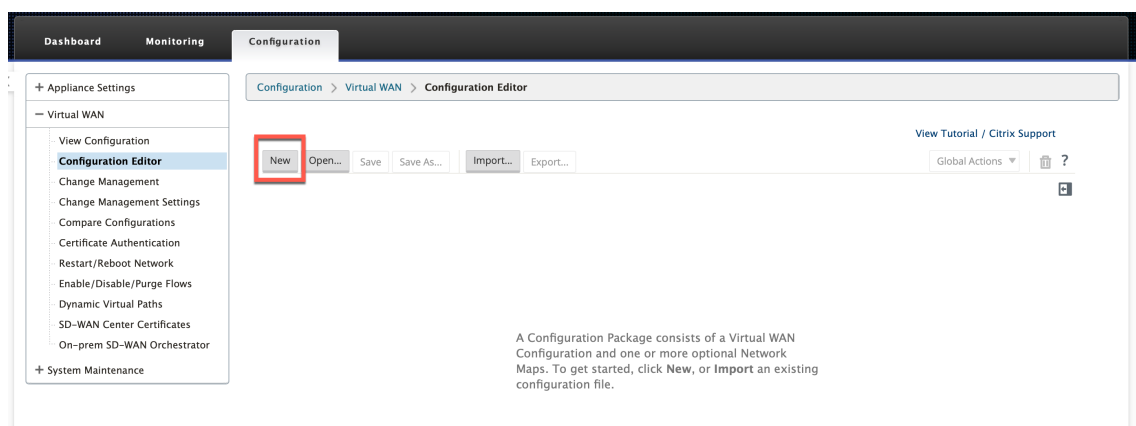 Dashboard Monitoring Configuration
+ Appliance Settings
− Virtual WAN
View Configuration
Configuration Editor
Change Management
Change Management Settings
Compare Configurations
Certificate Authentication
Restart/Reboot Network
Enable/Disable/Purge Flows
Dynamic Virtual Paths
SD-WAN Center Certificates
On-prem SD-WAN Orchestrator
+ System Maintenance
Configuration > Virtual WAN > Configuration Editor
View Tutorial / Citrix Support
New Open... Save Save As... Import... Export... Global Actions ?
A Configuration Package consists of a Virtual WAN
Configuration and one or more optional Network
Maps. To get started, click New, or Import an existing
configuration file.